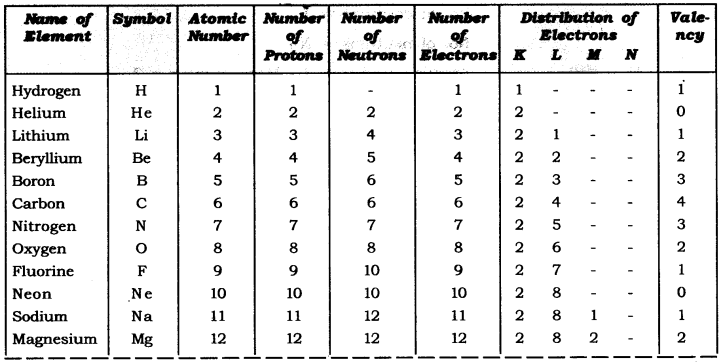 Name of Element Symbol Atomic Number Number of Protons Number of Neutrons Number of Electrons Distribution of Electrons K L M N Vale-ncy
Hydrogen H 1 1 - 1 1 - - - 1
Helium He 2 2 2 2 2 - - - 0
Lithium Li 3 3 4 3 2 1 - - 1
Beryllium Be 4 4 5 4 2 2 - - 2
Boron B 5 5 6 5 2 3 - - 3
Carbon C 6 6 6 6 2 4 - - 4
Nitrogen N 7 7 7 7 2 5 - - 3
Oxygen O 8 8 8 8 2 6 - - 2
Fluorine F 9 9 10 9 2 7 - - 1
Neon Ne 10 10 10 10 2 8 - - 0
Sodium Na 11 11 12 11 2 8 1 - 1
Magnesium Mg 12 12 12 12 2 8 2 - 2